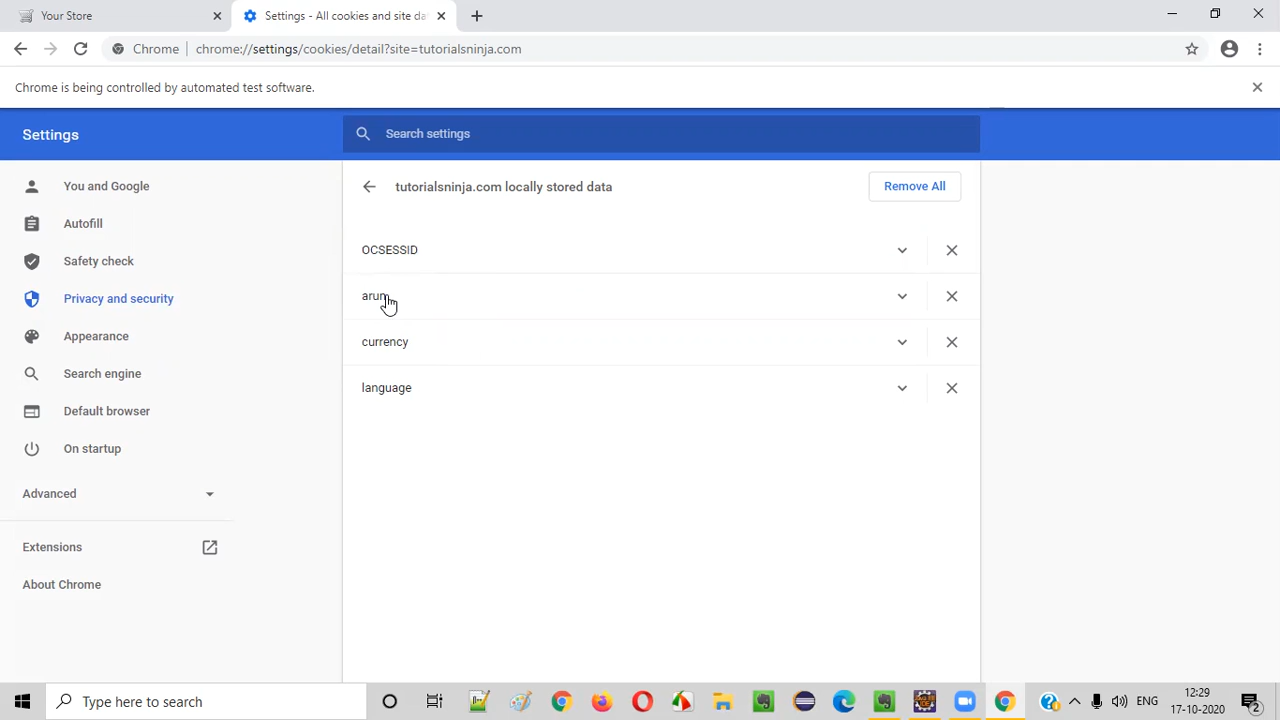 Your Store
Settings - All cookies and site da
Chrome
chrome://settings/cookies/detail?site=tutorialsninja.com
Chrome is being controlled by automated test software.
Settings
Search settings
You and Google
Autofill
Safety check
Privacy and security
Appearance
Search engine
Default browser
On startup
Advanced
Extensions
About Chrome
tutorialsninja.com locally stored data
Remove All
OCSESSID
arun
currency
language
Type here to search
ENG
12:29
17-10-2020
2